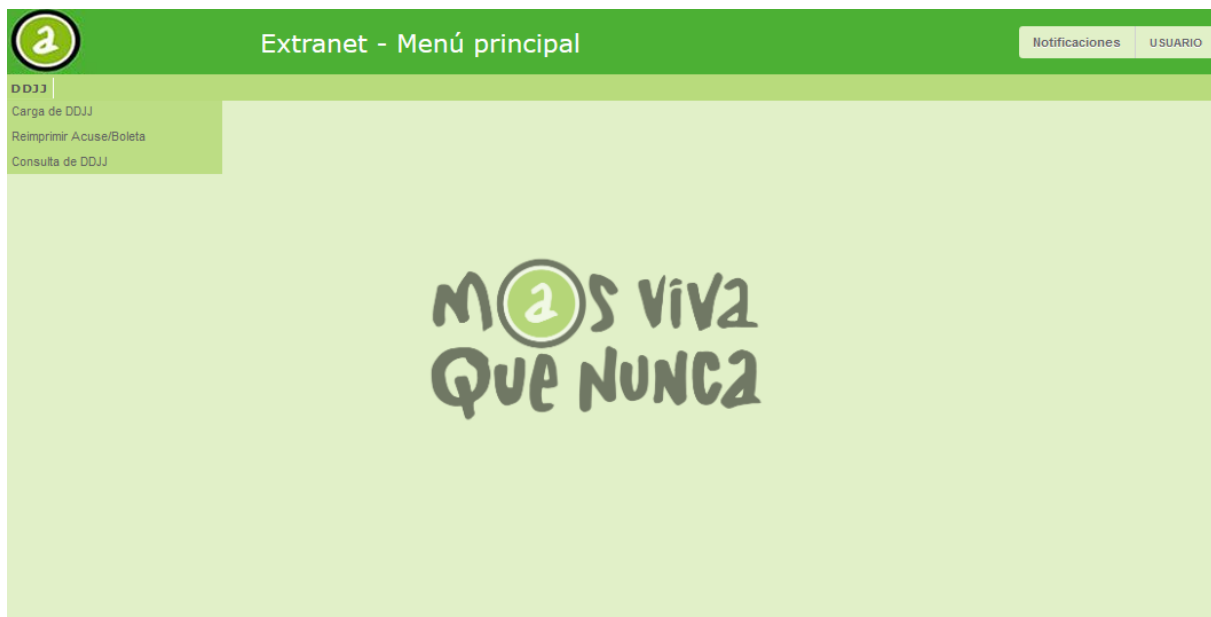 a
Extranet - Menú principal
Notificaciones
USUARIO
DDJJ
Carga de DDJJ
Reimprimir Acuse/Boleta
Consulta de DDJJ
mas viva
que nunca